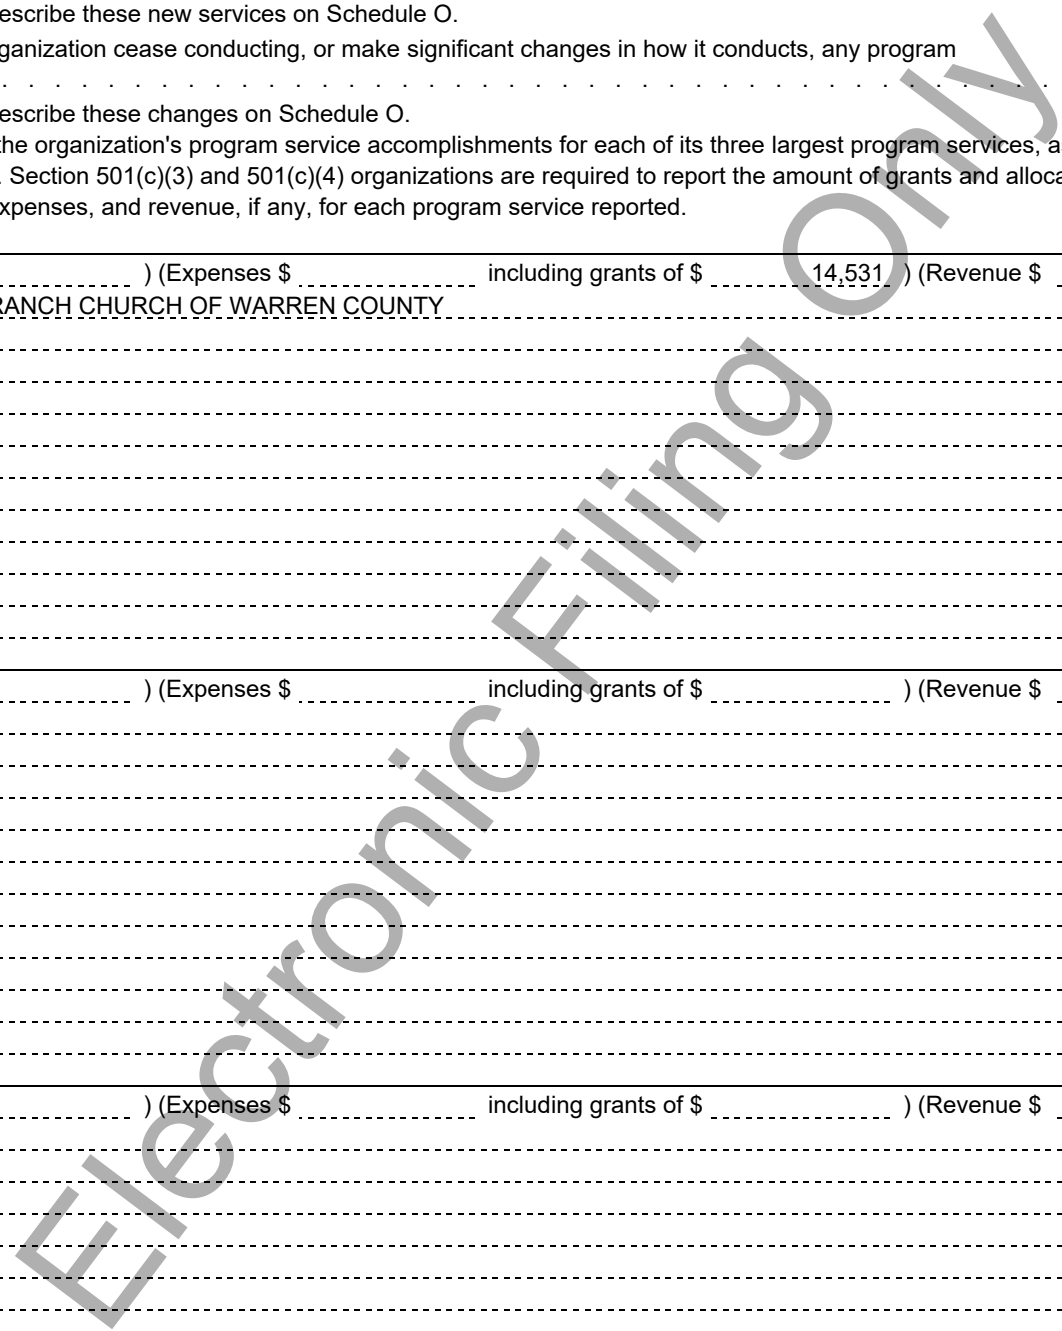 escribe these new services on Schedule O.
ganization cease conducting, or make significant changes in how it conducts, any program
. . . . . . . . . . . . . . . . . . . . . . . . . . . . . . . . . . . . . . . .
escribe these changes on Schedule O.
the organization's program service accomplishments for each of its three largest program services, a
. Section 501(c)(3) and 501(c)(4) organizations are required to report the amount of grants and alloca
xpenses, and revenue, if any, for each program service reported.
) (Expenses $ including grants of $ 14,531 ) (Revenue $
RANCH CHURCH OF WARREN COUNTY
) (Expenses $ including grants of $ ) (Revenue $
) (Expenses $ including grants of $ ) (Revenue $
Electronic Filing Only